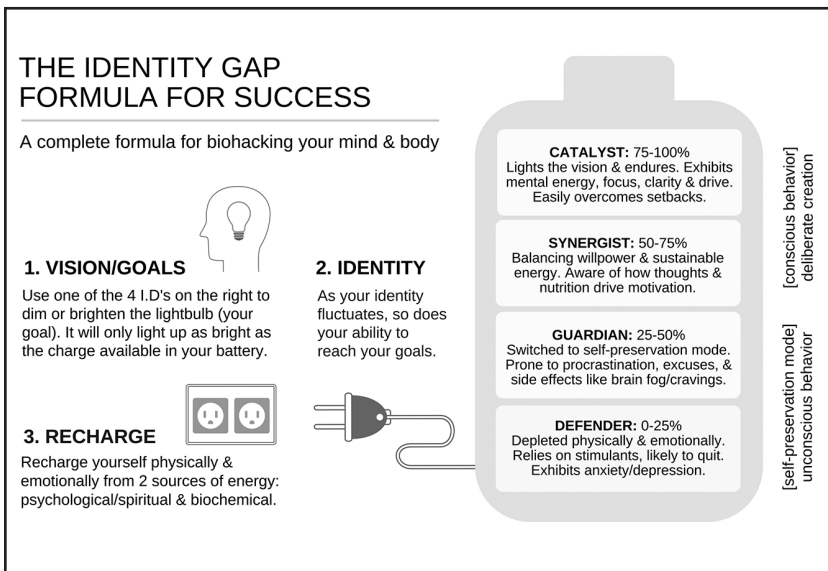 THE IDENTITY GAP
FORMULA FOR SUCCESS
A complete formula for biohacking your mind & body
1. VISION/GOALS
Use one of the 4 I.D's on the right to
dim or brighten the lightbulb (your
goal). It will only light up as bright as
the charge available in your battery.
2. IDENTITY
As your identity
fluctuates, so does
your ability to
reach your goals.
3. RECHARGE
Recharge yourself physically &
emotionally from 2 sources of energy:
psychological/spiritual & biochemical.
CATALYST: 75-100%
Lights the vision & endures. Exhibits
mental energy, focus, clarity & drive.
Easily overcomes setbacks.
SYNERGIST: 50-75%
Balancing willpower & sustainable
energy. Aware of how thoughts &
nutrition drive motivation.
GUARDIAN: 25-50%
Switched to self-preservation mode.
Prone to procrastination, excuses, &
side effects like brain fog/cravings.
DEFENDER: 0-25%
Depleted physically & emotionally.
Relies on stimulants, likely to quit.
Exhibits anxiety/depression.
[conscious behavior]
deliberate creation
[self-preservation mode]
unconscious behavior